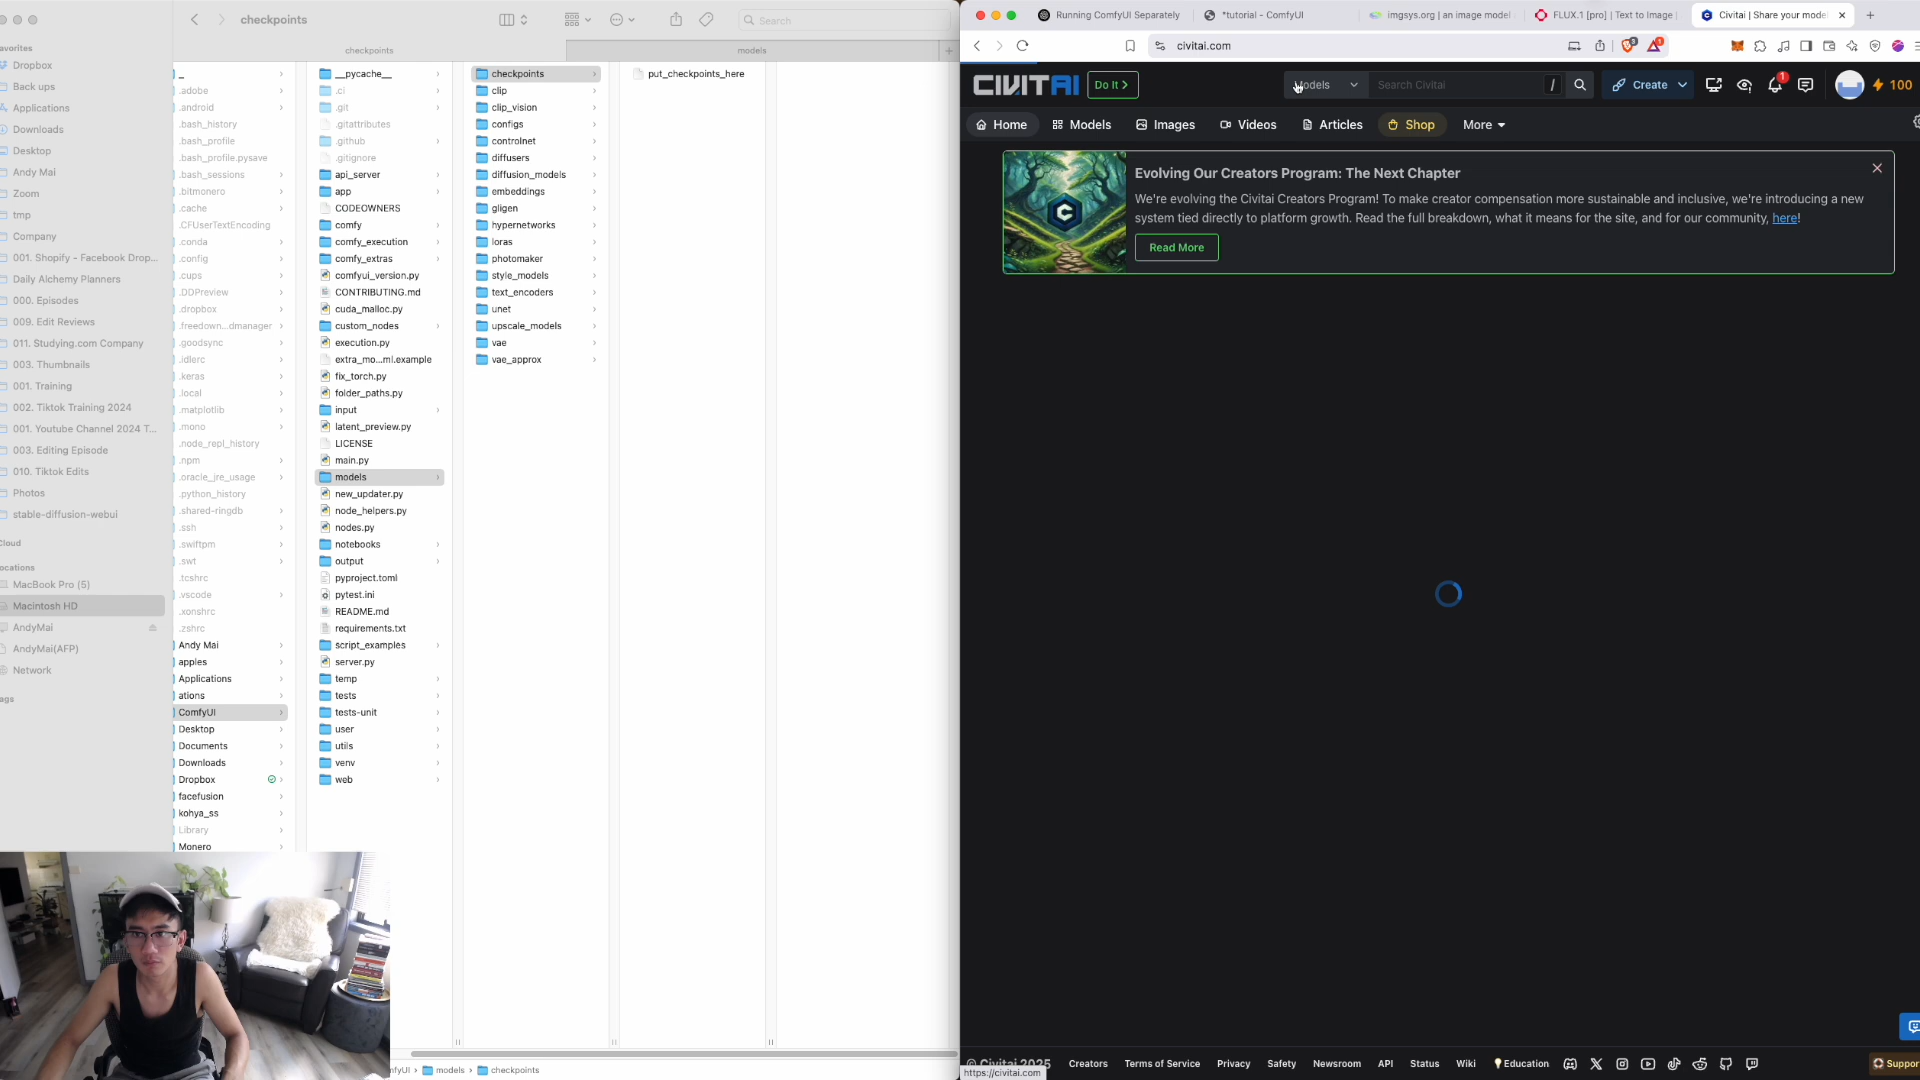 checkpoints
Search
checkpoints
models
avorites
Dropbox
Back ups
Applications
Downloads
Desktop
Andy Mai
Zoom
tmp
Company
001. Shopify - Facebook Drop...
Daily Alchemy Planners
000. Episodes
009. Edit Reviews
011. Studying.com Company
003. Thumbnails
001. Training
002. Tiktok Training 2024
001. Youtube Channel 2024 T...
003. Editing Episode
010. Tiktok Edits
Photos
stable-diffusion-webui
Cloud
ocations
MacBook Pro (5)
Macintosh HD
AndyMai
AndyMai(AFP)
Network
ags
_
.adobe
.android
.bash_history
.bash_profile
.bash_profile.pysave
.bash_sessions
.bitmonero
.cache
.CFUserTextEncoding
.conda
.config
.cups
.DDPreview
.dropbox
.freedown...dmanager
.goodsync
.idlerc
.keras
.local
.matplotlib
.mono
.node_repl_history
.npm
.oracle_jre_usage
.python_history
.shared-ringdb
.ssh
.swiftpm
.swt
.tcshrc
.vscode
.xonshrc
.zshrc
Andy Mai
apples
Applications
ations
ComfyUI
Desktop
Documents
Downloads
Dropbox
facefusion
kohya_ss
Library
Monero
__pycache__
.ci
.git
.gitattributes
.github
.gitignore
api_server
app
CODEOWNERS
comfy
comfy_execution
comfy_extras
comfyui_version.py
CONTRIBUTING.md
cuda_malloc.py
custom_nodes
execution.py
extra_mo...ml.example
fix_torch.py
folder_paths.py
input
latent_preview.py
LICENSE
main.py
models
new_updater.py
node_helpers.py
nodes.py
notebooks
output
pyproject.toml
pytest.ini
README.md
requirements.txt
script_examples
server.py
temp
tests
tests-unit
user
utils
venv
web
checkpoints
clip
clip_vision
configs
controlnet
diffusers
diffusion_models
embeddings
gligen
hypernetworks
loras
photomaker
style_models
text_encoders
unet
upscale_models
vae
vae_approx
put_checkpoints_here
nfyUI › models › checkpoints
Running ComfyUI Separately
*tutorial - ComfyUI
imgsys.org | an image model
FLUX.1 [pro] | Text to Image
Civitai | Share your model
civitai.com
CIVITAI
Do It
Models
Search Civitai
/
Create
1
100
Home
Models
Images
Videos
Articles
Shop
More
Evolving Our Creators Program: The Next Chapter
We're evolving the Civitai Creators Program! To make creator compensation more sustainable and inclusive, we're introducing a new
system tied directly to platform growth. Read the full breakdown, what it means for the site, and for our community, here!
Read More
© Civitai 2025
Creators
Terms of Service
Privacy
Safety
Newsroom
API
Status
Wiki
Education
Suppor
https://civitai.com